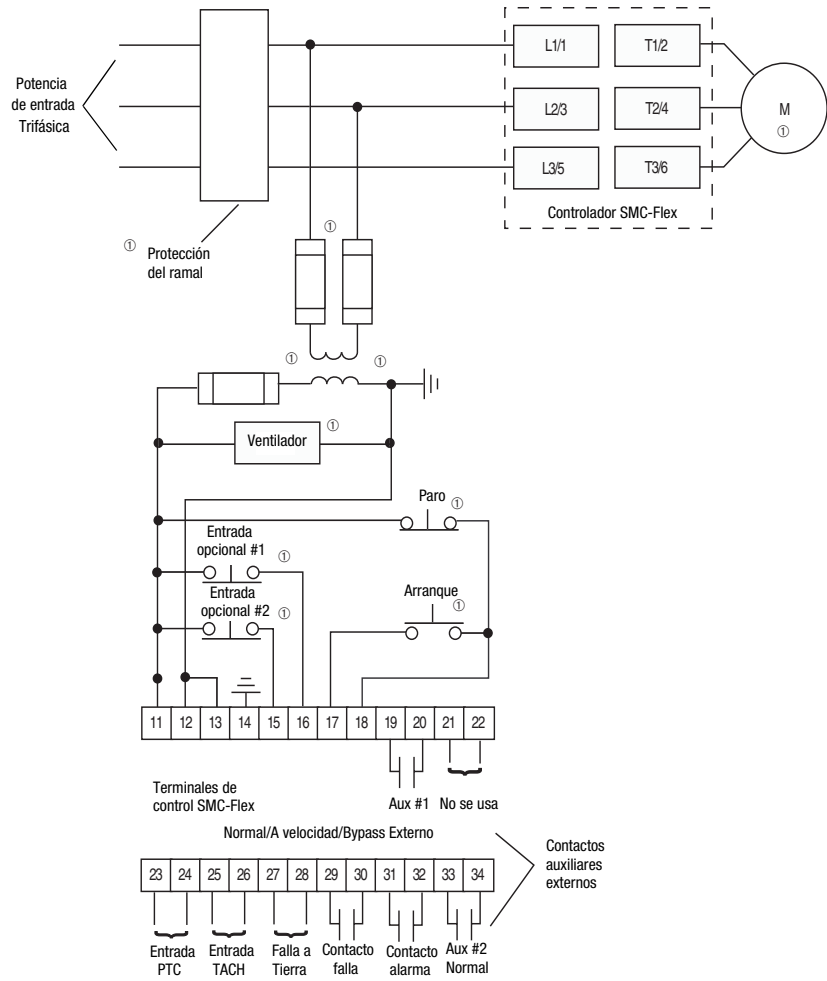 Potencia
de entrada
Trifásica
L1/1
T1/2
L2/3
T2/4
M
①
L3/5
T3/6
Controlador SMC-Flex
①
Protección
del ramal
①
①
①
Ventilador
①
Paro
①
Entrada
opcional #1
①
Entrada
opcional #2
①
Arranque
①
11 12 13 14 15 16 17 18 19 20 21 22
Terminales de
control SMC-Flex
Aux #1
No se usa
Normal/A velocidad/Bypass Externo
Contactos
auxiliares
externos
23 24 25 26 27 28 29 30 31 32 33 34
Entrada
PTC
Entrada
TACH
Falla a
Tierra
Contacto
falla
Contacto
alarma
Aux #2
Normal